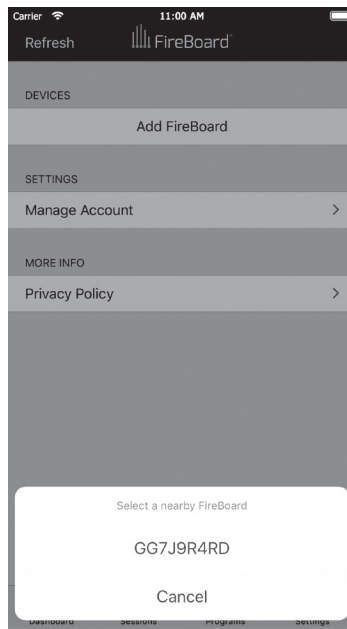 Carrier 11:00 AM
Refresh FireBoard
DEVICES
Add FireBoard
SETTINGS
Manage Account
MORE INFO
Privacy Policy
Select a nearby FireBoard
GG7J9R4RD
Cancel
Dashboard Sessions Programs Settings